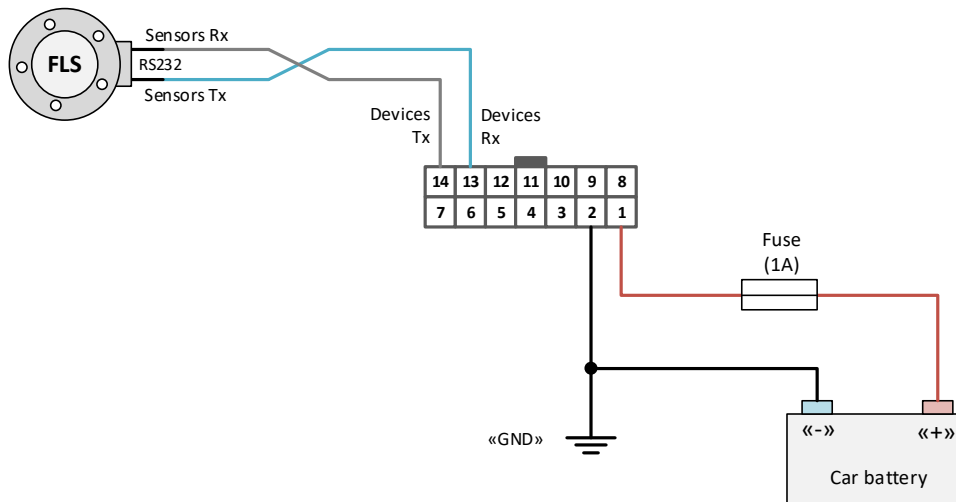 Sensors Rx
FLS
RS232
Sensors Tx
Devices
Tx
Devices
Rx
14 13 12 11 10 9 8
7 6 5 4 3 2 1
Fuse
(1A)
«GND»
«-»
«+»
Car battery